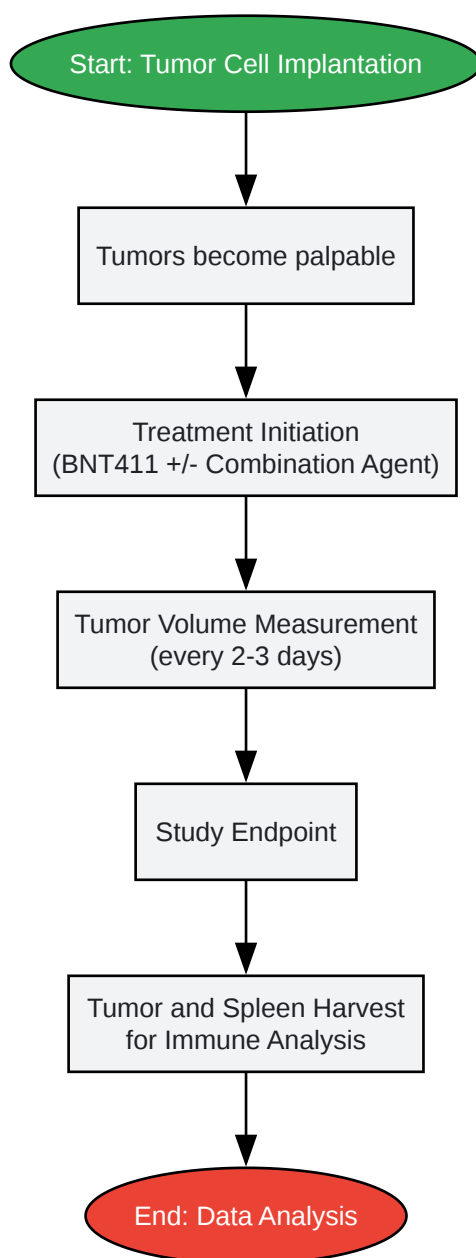 Start: Tumor Cell Implantation
Tumors become palpable
Treatment Initiation
(BNT411 +/- Combination Agent)
Tumor Volume Measurement
(every 2-3 days)
Study Endpoint
Tumor and Spleen Harvest
for Immune Analysis
End: Data Analysis